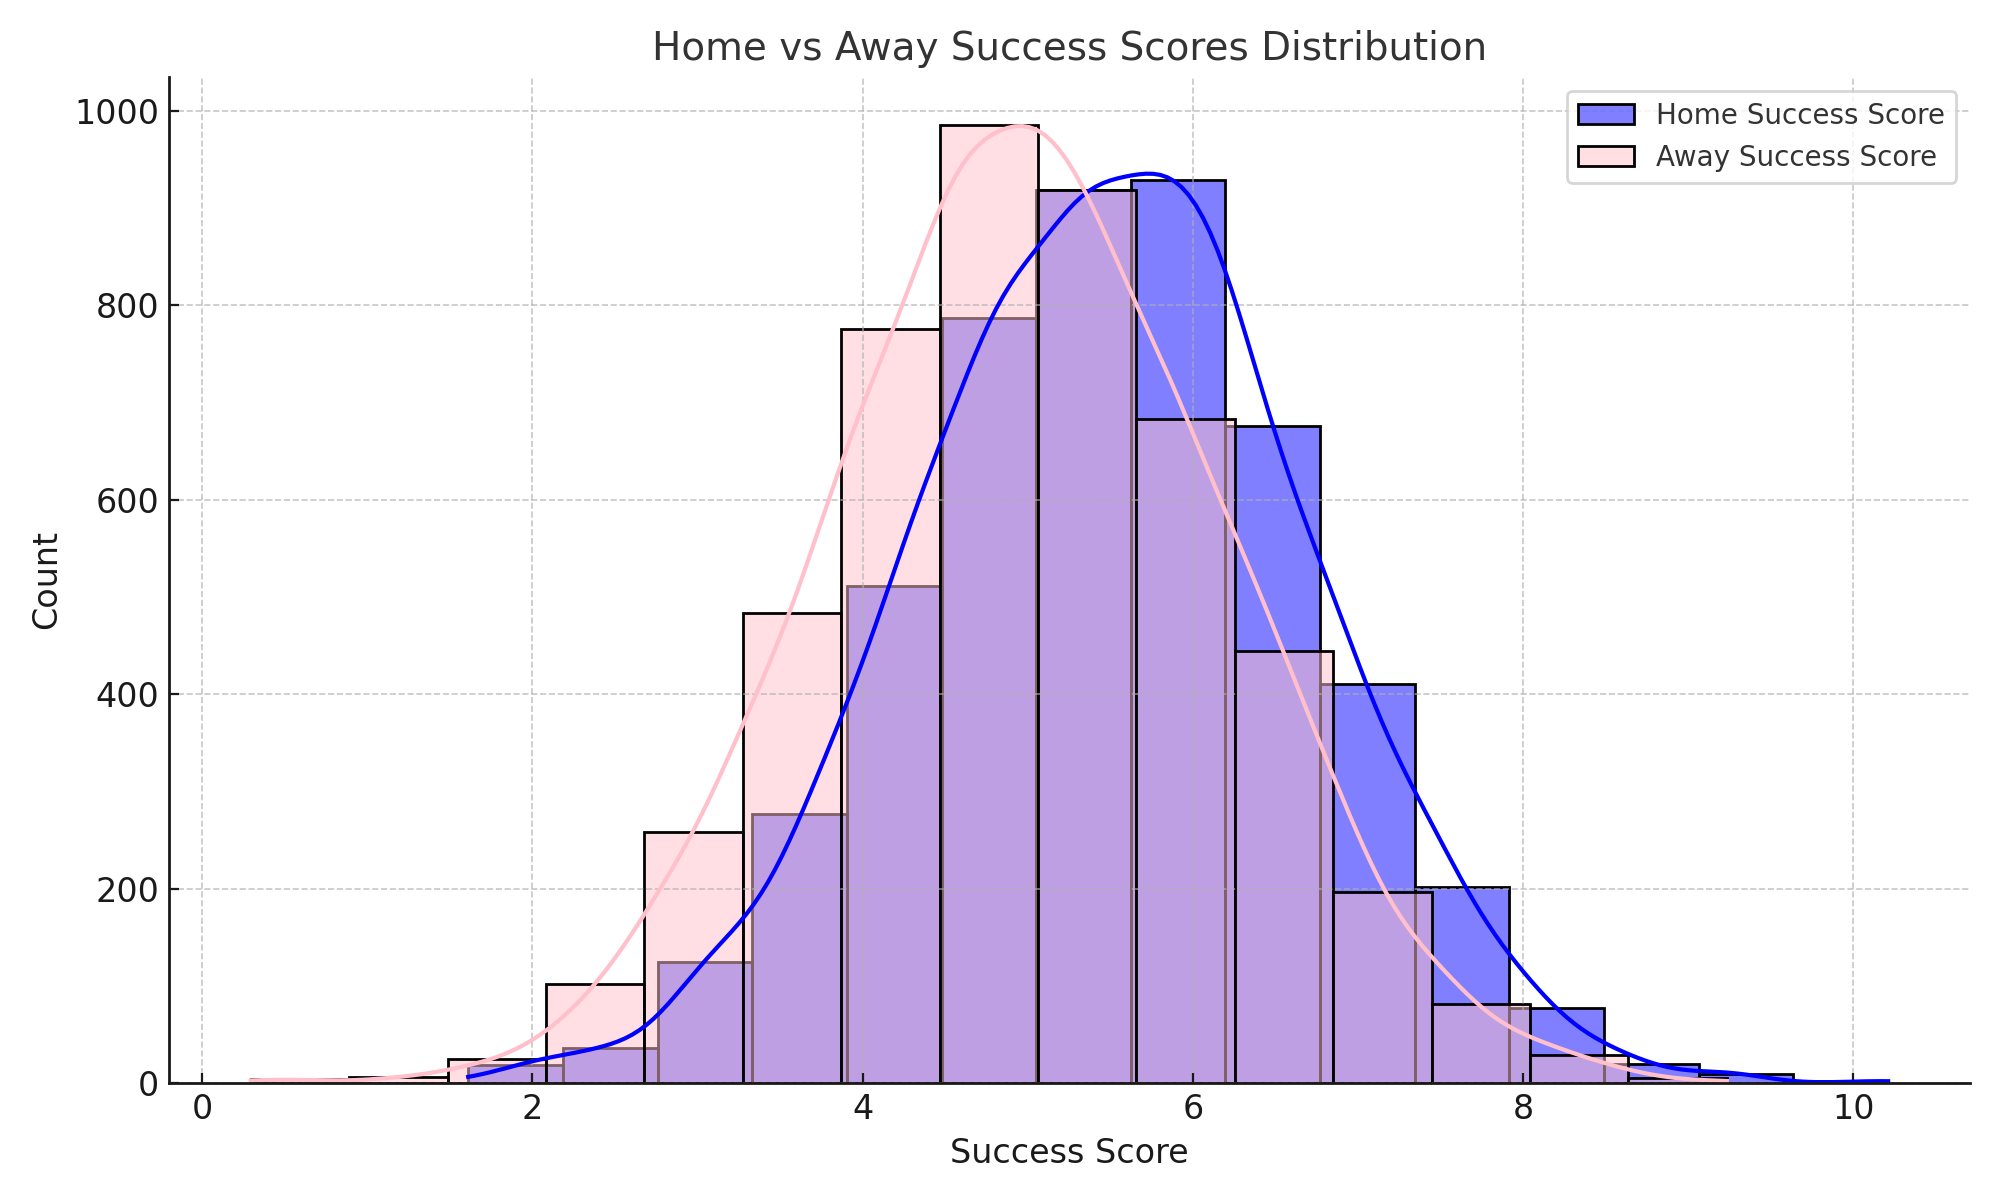 Home vs Away Success Scores Distribution
Home Success Score
Away Success Score
1000
800
600
400
200
0
Count
0 2 4 6 8 10
Success Score